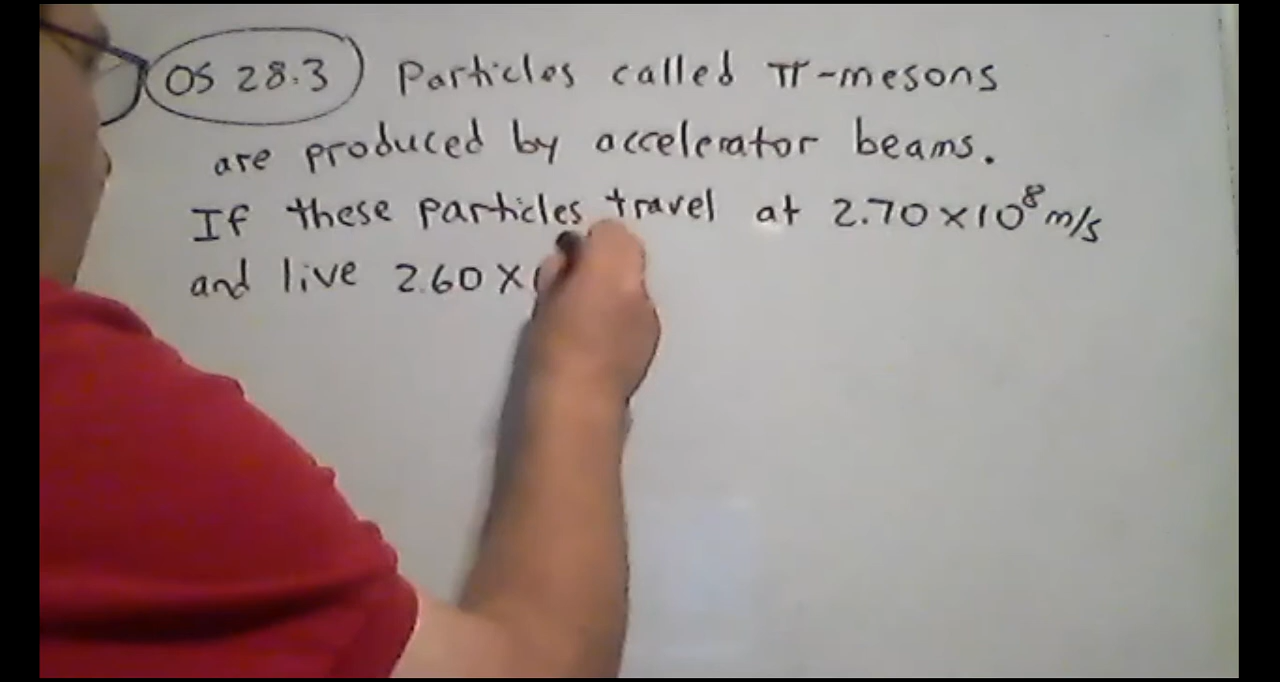 OS 28.3 Particles called π-mesons
are produced by accelerator beams.
If these particles travel at 2.70×10⁸ m/s
and live 2.60×